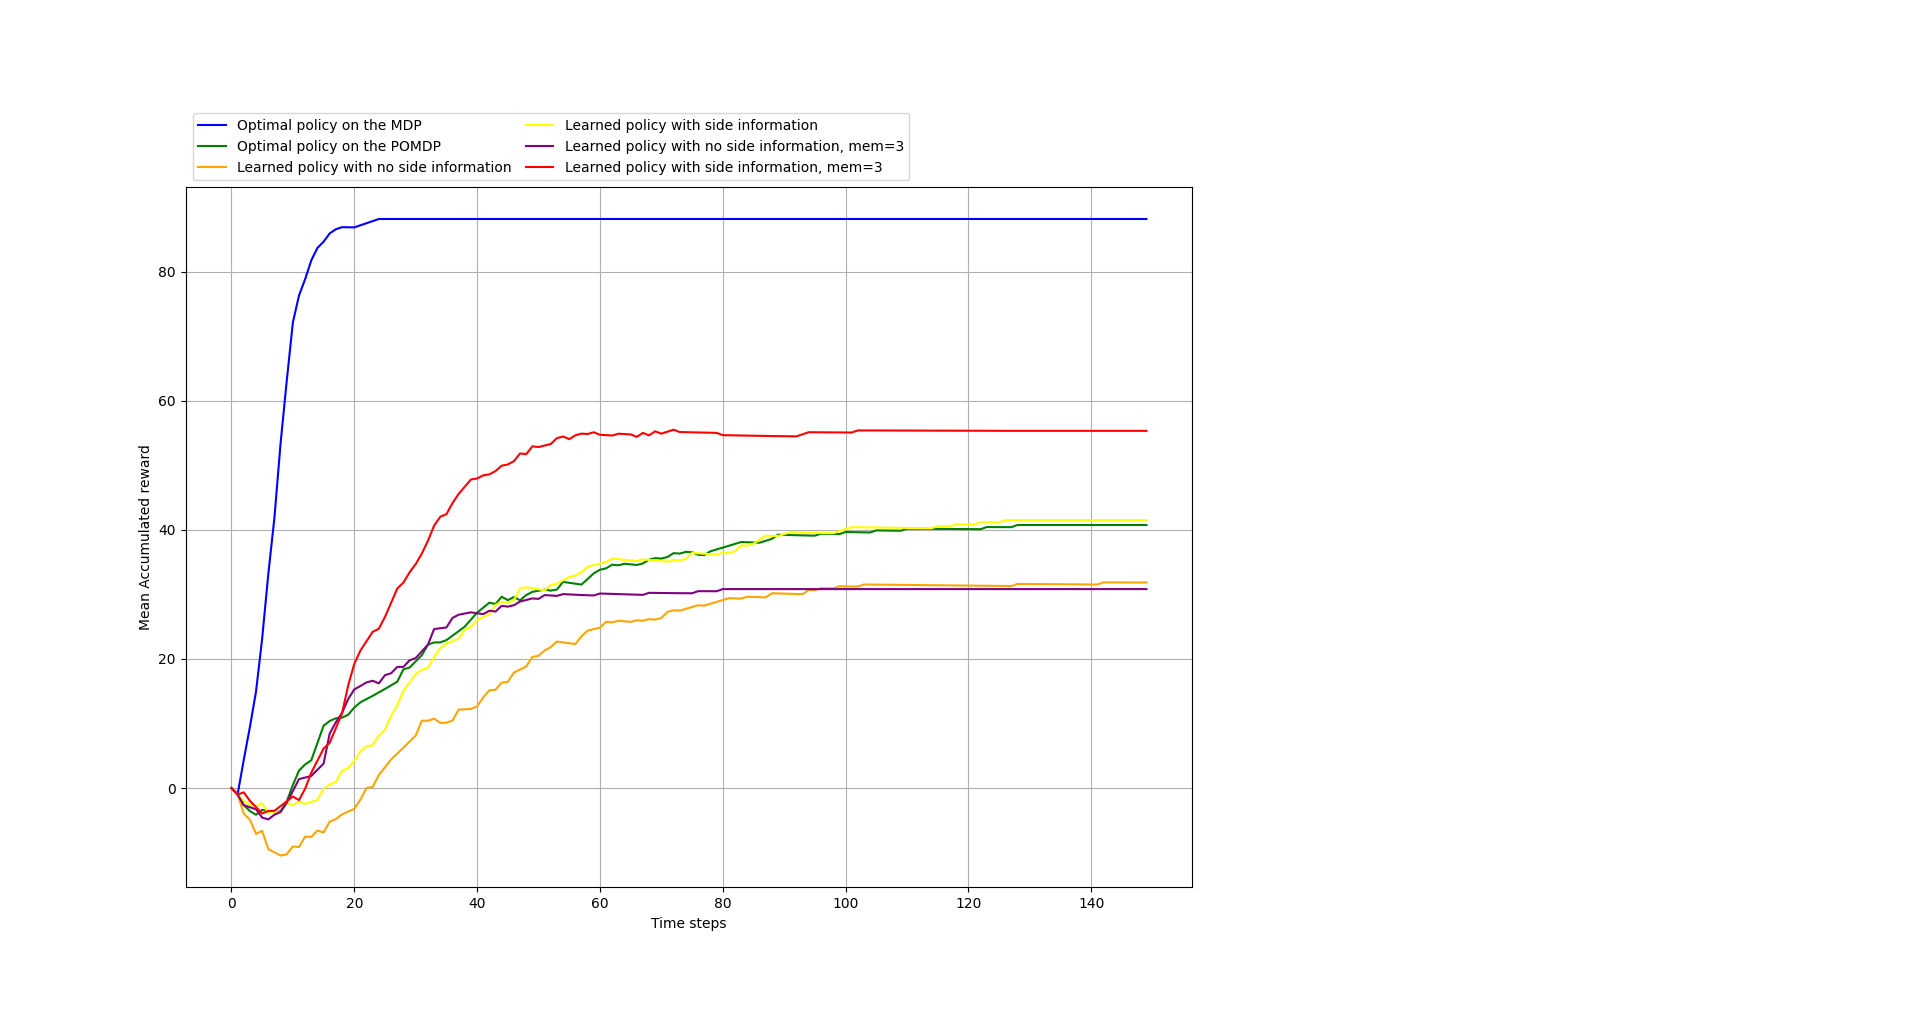 Optimal policy on the MDP
Optimal policy on the POMDP
Learned policy with no side information
Learned policy with side information
Learned policy with no side information, mem=3
Learned policy with side information, mem=3
80
60
40
20
0
Mean Accumulated reward
0 20 40 60 80 100 120 140
Time steps